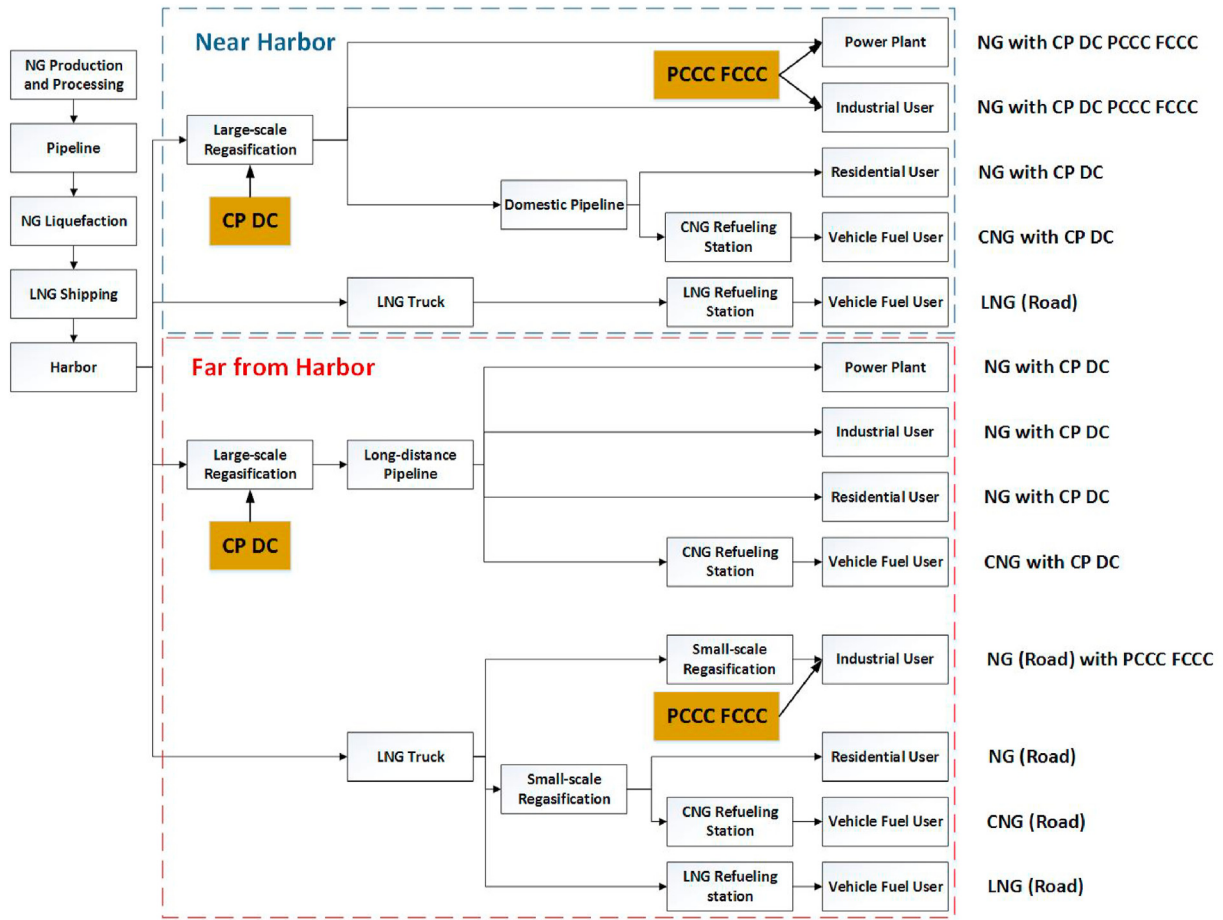 NG Production
and Processing
Pipeline
NG Liquefaction
LNG Shipping
Harbor
Near Harbor
Large-scale
Regasification
CP DC
PCCC FCCC
Power Plant
NG with CP DC PCCC FCCC
Industrial User
NG with CP DC PCCC FCCC
Domestic Pipeline
Residential User
NG with CP DC
CNG Refueling
Station
Vehicle Fuel User
CNG with CP DC
LNG Truck
LNG Refueling
Station
Vehicle Fuel User
LNG (Road)
Far from Harbor
Large-scale
Regasification
CP DC
Long-distance
Pipeline
Power Plant
NG with CP DC
Industrial User
NG with CP DC
Residential User
NG with CP DC
CNG Refueling
Station
Vehicle Fuel User
CNG with CP DC
LNG Truck
Small-scale
Regasification
PCCC FCCC
Industrial User
NG (Road) with PCCC FCCC
Small-scale
Regasification
Residential User
NG (Road)
CNG Refueling
Station
Vehicle Fuel User
CNG (Road)
LNG Refueling
station
Vehicle Fuel User
LNG (Road)